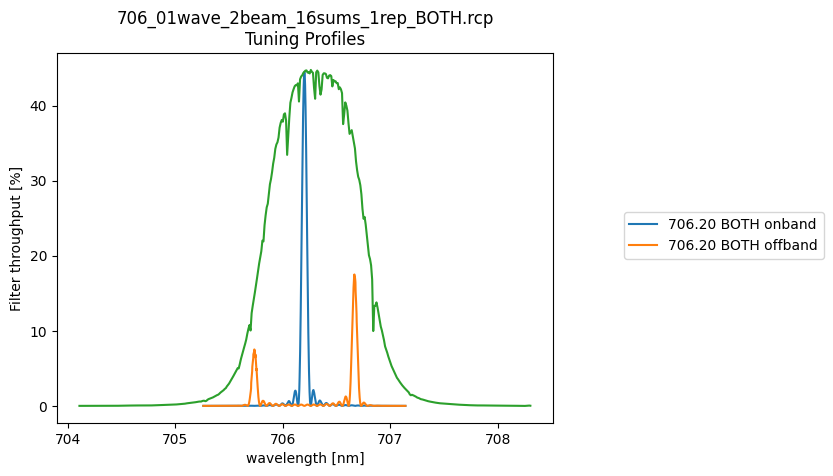 706_01wave_2beam_16sums_1rep_BOTH.rcp
Tuning Profiles
Filter throughput [%]
40
30
20
10
0
704
705
706
707
708
wavelength [nm]
706.20 BOTH onband
706.20 BOTH offband